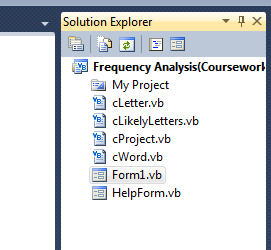 Solution Explorer
Frequency Analysis(Coursework
My Project
cLetter.vb
cLikelyLetters.vb
cProject.vb
cWord.vb
Form1.vb
HelpForm.vb